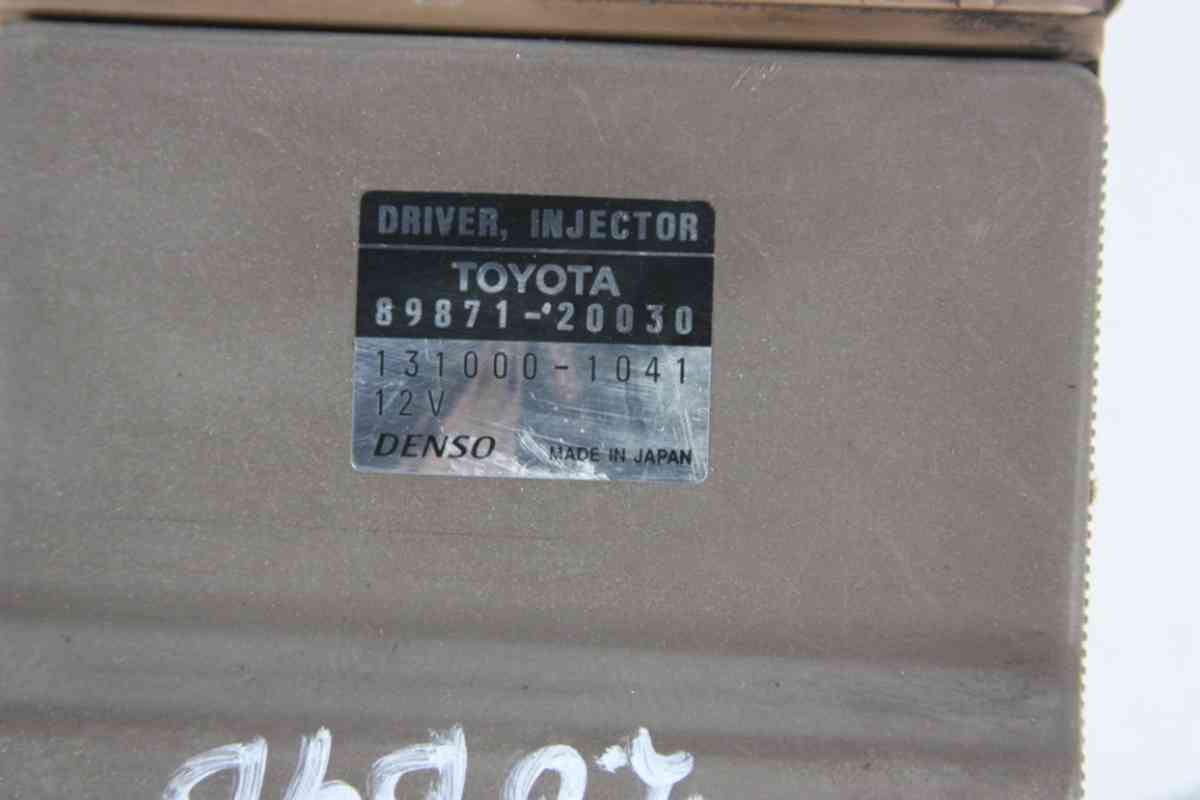 DRIVER, INJECTOR
TOYOTA
89871-20030
131000-1041
12V
DENSO MADE IN JAPAN